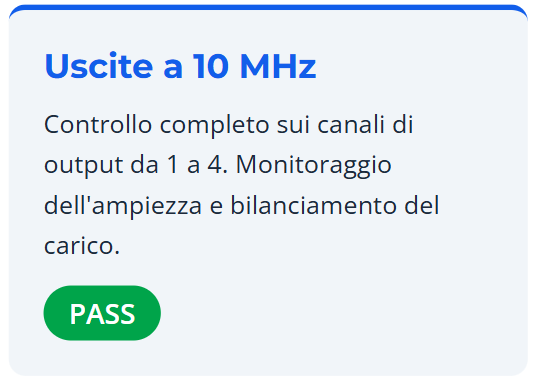 Uscite a 10 MHz
Controllo completo sui canali di
output da 1 a 4. Monitoraggio
dell'ampiezza e bilanciamento del
carico.
PASS